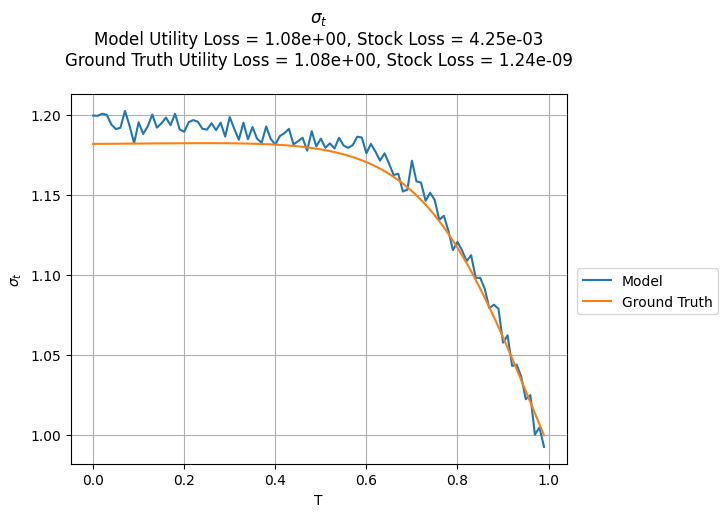 σt
Model Utility Loss = 1.08e+00, Stock Loss = 4.25e-03
Ground Truth Utility Loss = 1.08e+00, Stock Loss = 1.24e-09
1.20
1.15
1.10
1.05
1.00
σt
0.0 0.2 0.4 0.6 0.8 1.0
T
Model
Ground Truth